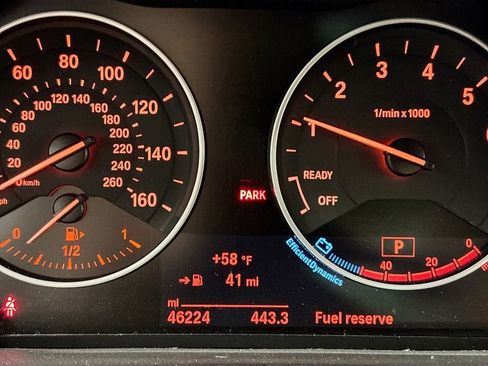 60 80 100 120 140 160
20 40 60 80 100 120 140 160 180 200 220 240 260
km/h
0 1/2 1
1 2 3 4 5
1/min x 1000
READY
OFF
PARK
P
EfficientDynamics
40 20 0
+58 °F
41 mi
mi
46224 443.3 Fuel reserve